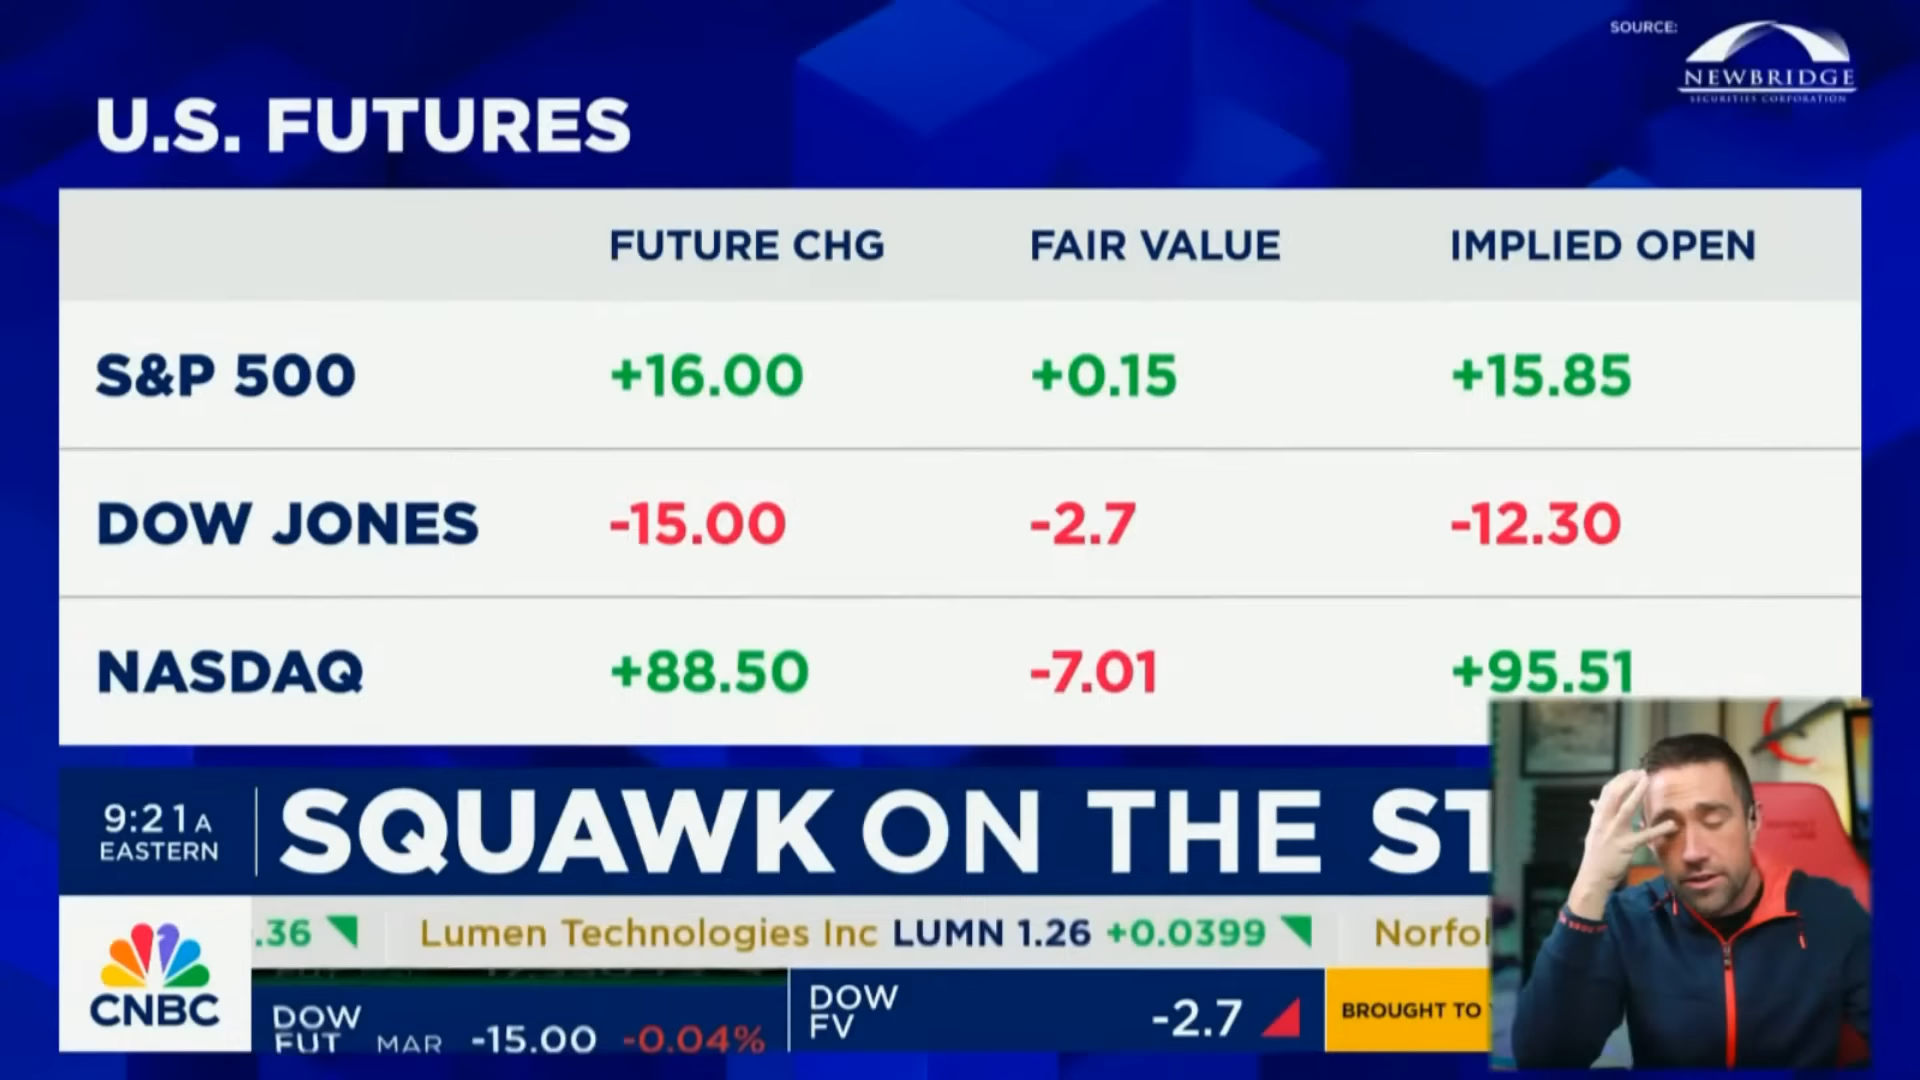 SOURCE:
NEWBRIDGE
SECURITIES CORPORATION
U.S. FUTURES
FUTURE CHG FAIR VALUE IMPLIED OPEN
S&P 500 +16.00 +0.15 +15.85
DOW JONES -15.00 -2.7 -12.30
NASDAQ +88.50 -7.01 +95.51
9:21A
EASTERN
SQUAWK ON THE ST
.36 Lumen Technologies Inc LUMN 1.26 +0.0399 Norfol
CNBC
DOW
FUT MAR -15.00 -0.04%
DOW
FV -2.7
BROUGHT TO